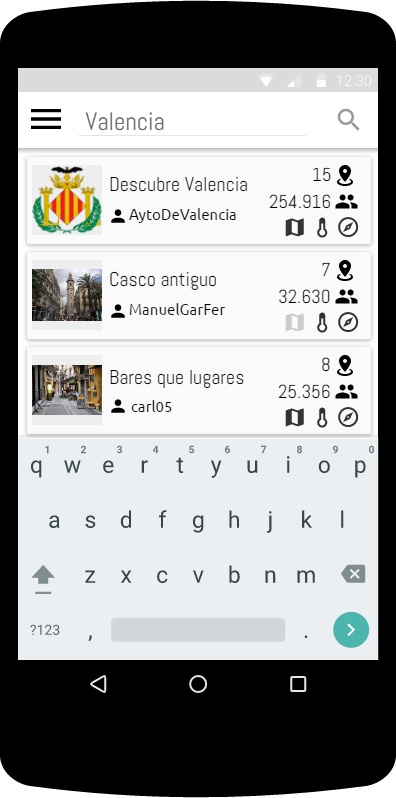 12:30
Valencia
Descubre Valencia
15
AytoDeValencia
254.916
Casco antiguo
7
ManuelGarFer
32.630
Bares que lugares
8
carl05
25.356
1 2 3 4 5 6 7 8 9 0
q w e r t y u i o p
a s d f g h j k l
z x c v b n m
?123 , .